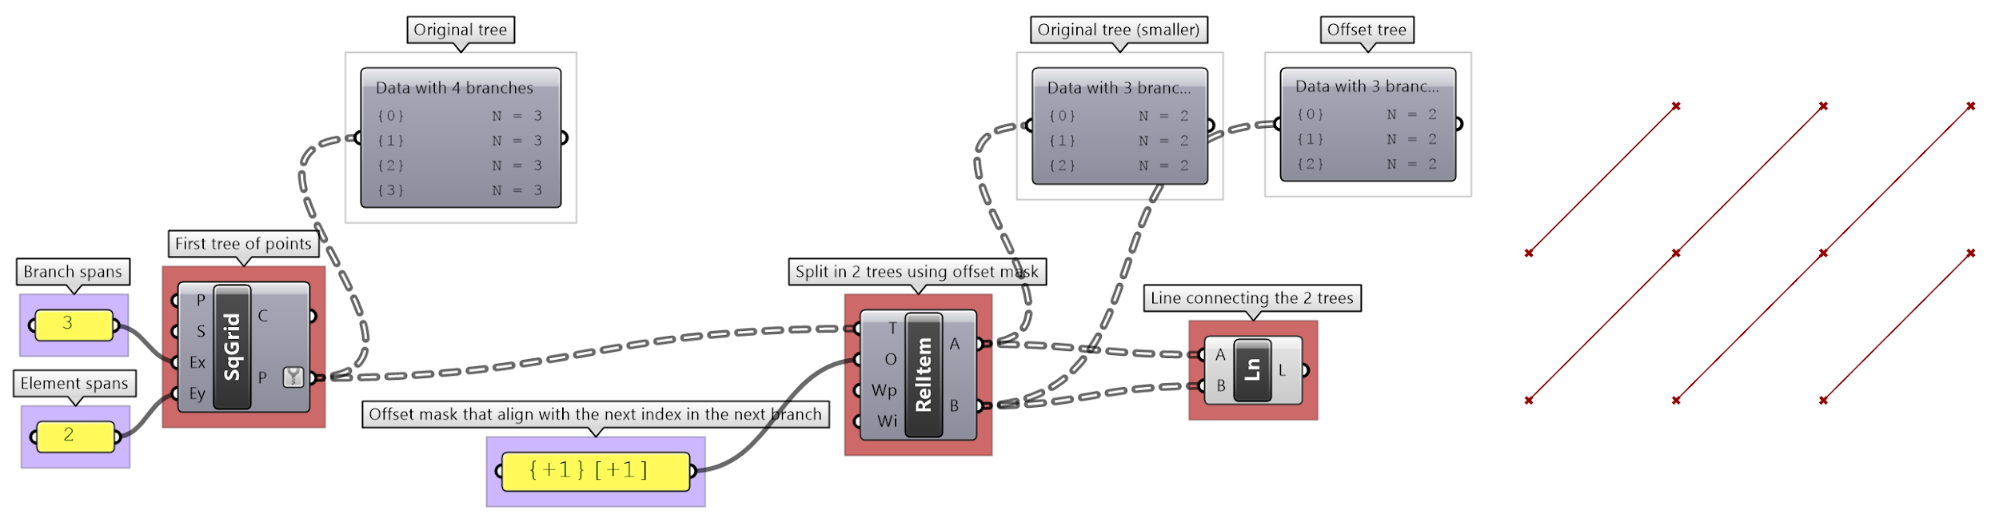 Original tree
Original tree (smaller)
Offset tree
Data with 4 branches
{0} N = 3
{1} N = 3
{2} N = 3
{3} N = 3
Data with 3 branc...
{0} N = 2
{1} N = 2
{2} N = 2
Data with 3 branc...
{0} N = 2
{1} N = 2
{2} N = 2
First tree of points
Branch spans
3
Element spans
2
P
S
Ex
Ey
SqGrid
C
P
Offset mask that align with the next index in the next branch
{+1}[+1]
Split in 2 trees using offset mask
T
O
Wp
Wi
RelItem
A
B
Line connecting the 2 trees
A
B
Ln
L